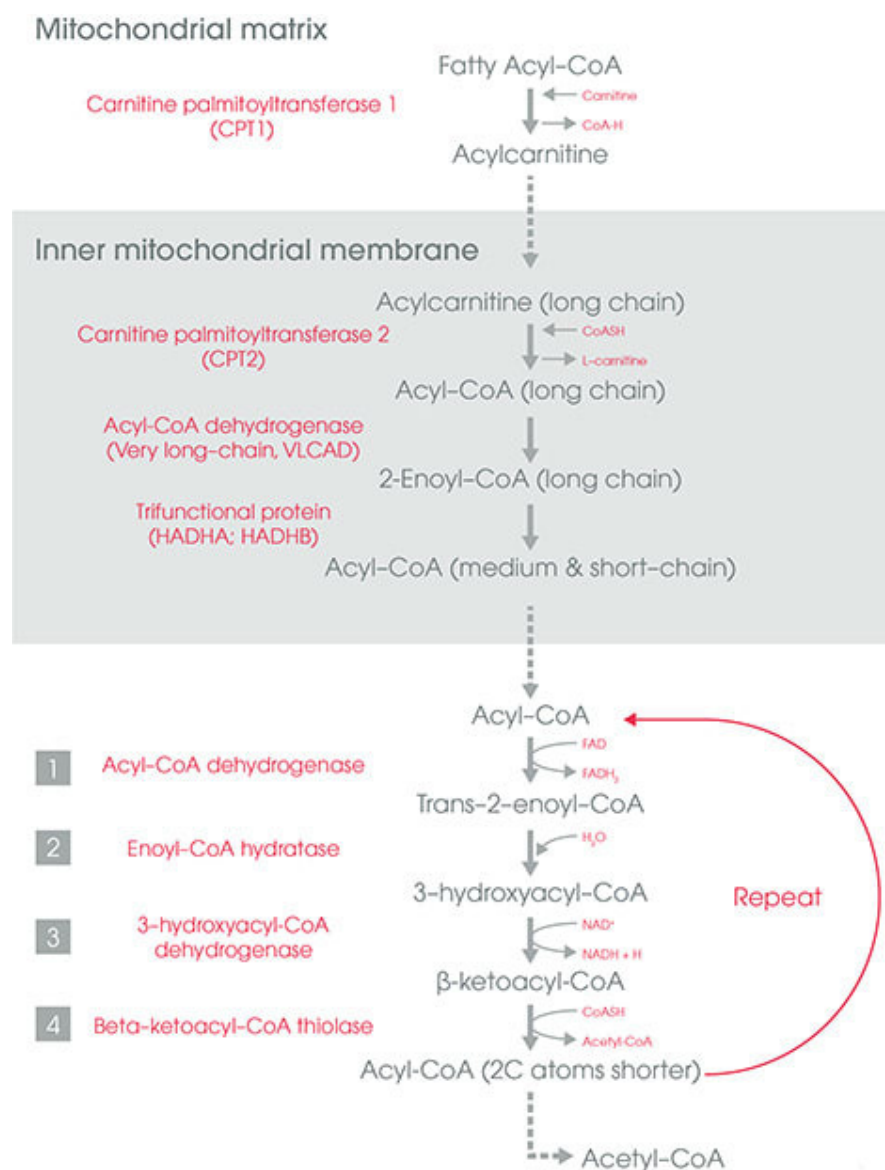 Mitochondrial matrix
Fatty Acyl-CoA
Carnitine palmitoyltransferase 1
(CPT1)
Carnitine
CoA-H
Acylcarnitine
Inner mitochondrial membrane
Acylcarnitine (long chain)
Carnitine palmitoyltransferase 2
(CPT2)
CoASH
L-carnitine
Acyl-CoA (long chain)
Acyl-CoA dehydrogenase
(Very long-chain, VLCAD)
2-Enoyl-CoA (long chain)
Trifunctional protein
(HADHA; HADHB)
Acyl-CoA (medium & short-chain)
Acyl-CoA
1
Acyl-CoA dehydrogenase
FAD
FADH₂
Trans-2-enoyl-CoA
2
Enoyl-CoA hydratase
H₂O
3-hydroxyacyl-CoA
Repeat
3
3-hydroxyacyl-CoA
dehydrogenase
NAD⁺
NADH + H
β-ketoacyl-CoA
4
Beta-ketoacyl-CoA thiolase
CoASH
Acetyl-CoA
Acyl-CoA (2C atoms shorter)
Acetyl-CoA